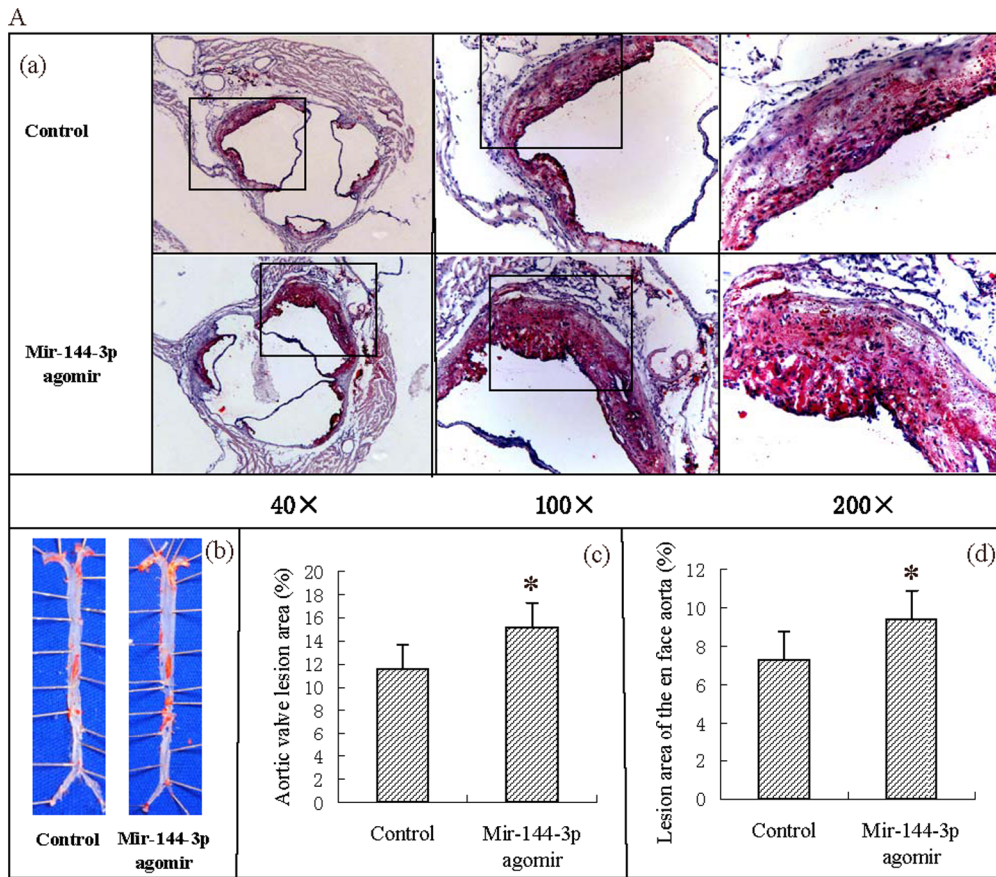 A
(a)
Control
Mir-144-3p
agomir
40×
100×
200×
(b)
Control
Mir-144-3p
agomir
(c)
Aortic valve lesion area (%)
20
18
16
14
12
10
8
6
4
2
0
*
Control
Mir-144-3p
agomir
(d)
Lesion area of the en face aorta (%)
12
10
8
6
4
2
0
*
Control
Mir-144-3p
agomir